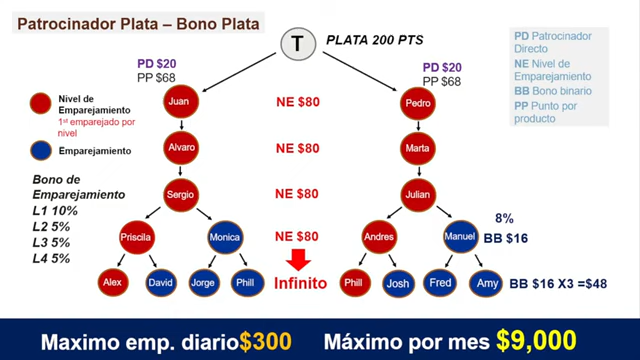 Patrocinador Plata – Bono Plata
T
PLATA 200 PTS
PD Patrocinador
Directo
NE Nivel de
Emparejamiento
BB Bono binario
PP Punto por
producto
PD $20
PP $68
PD $20
PP $68
Nivel de
Emparejamiento
1st emparejado por
nivel
Emparejamiento
Juan
NE $80
Pedro
Alvaro
NE $80
Marta
Bono de
Emparejamiento
L1 10%
L2 5%
L3 5%
L4 5%
Sergio
NE $80
Julian
Priscila
Monica
NE $80
Andres
Manuel
8%
BB $16
Alex
David
Jorge
Phill
Infinito
Phill
Josh
Fred
Amy
BB $16 X3 =$48
Maximo emp. diario$300
Máximo por mes $9,000